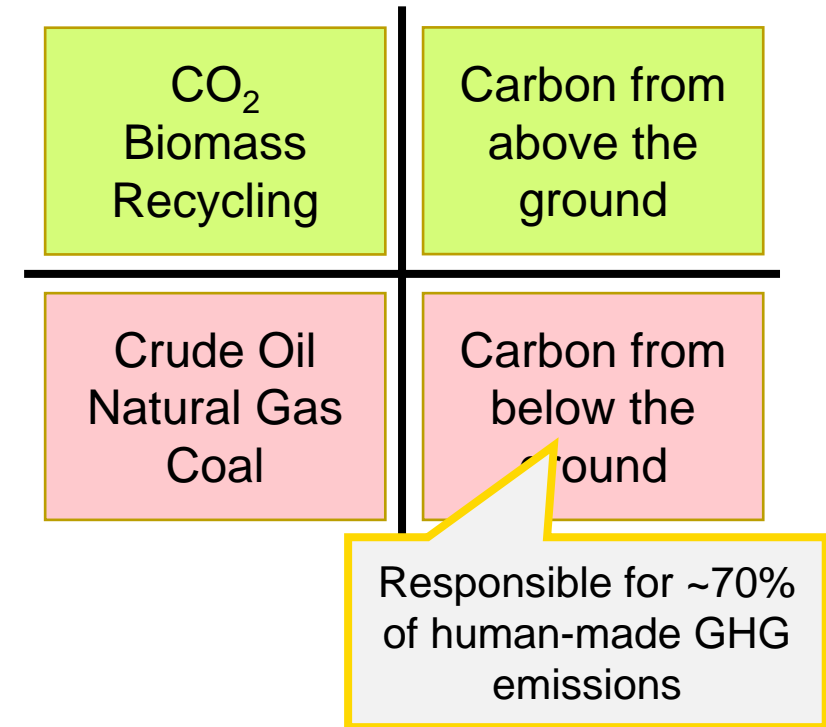 CO₂
Biomass
Recycling
Carbon from
above the
ground
Crude Oil
Natural Gas
Coal
Carbon from
below the
ground
Responsible for ~70%
of human-made GHG
emissions